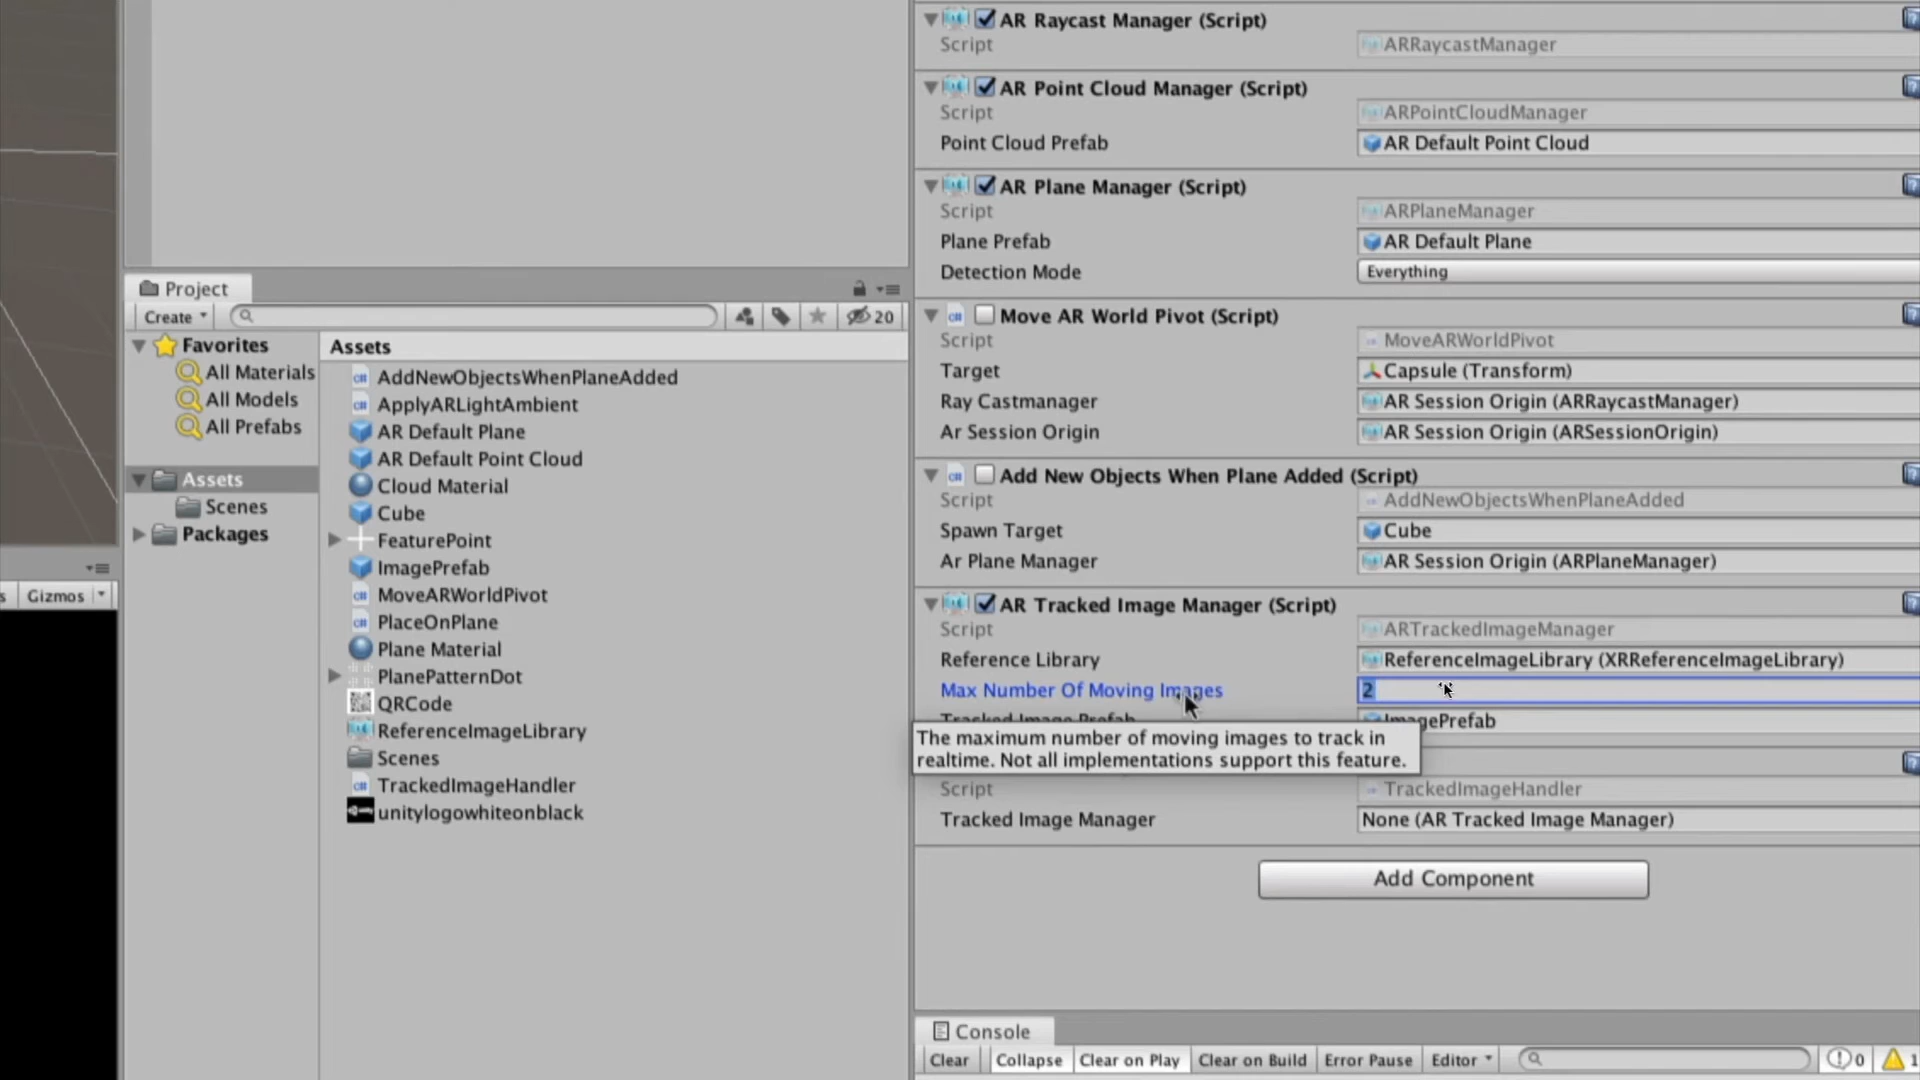 AR Raycast Manager (Script)
Script ARRaycastManager
AR Point Cloud Manager (Script)
Script ARPointCloudManager
Point Cloud Prefab AR Default Point Cloud
AR Plane Manager (Script)
Script ARPlaneManager
Plane Prefab AR Default Plane
Detection Mode Everything
Move AR World Pivot (Script)
Script MoveARWorldPivot
Target Capsule (Transform)
Ray Castmanager AR Session Origin (ARRaycastManager)
Ar Session Origin AR Session Origin (ARSessionOrigin)
Add New Objects When Plane Added (Script)
Script AddNewObjectsWhenPlaneAdded
Spawn Target Cube
Ar Plane Manager AR Session Origin (ARPlaneManager)
AR Tracked Image Manager (Script)
Script ARTrackedImageManager
Reference Library ReferenceImageLibrary (XRReferenceImageLibrary)
Max Number Of Moving Images 2
Tracked Image Prefab ImagePrefab
The maximum number of moving images to track in
realtime. Not all implementations support this feature.
Script TrackedImageHandler
Tracked Image Manager None (AR Tracked Image Manager)
Add Component
Project
Create 20
Favorites
All Materials
All Models
All Prefabs
Assets
Scenes
Packages
Assets
AddNewObjectsWhenPlaneAdded
ApplyARLightAmbient
AR Default Plane
AR Default Point Cloud
Cloud Material
Cube
FeaturePoint
ImagePrefab
MoveARWorldPivot
PlaceOnPlane
Plane Material
PlanePatternDot
QRCode
ReferenceImageLibrary
Scenes
TrackedImageHandler
unitylogowhiteonblack
s Gizmos
Console
Clear Collapse Clear on Play Clear on Build Error Pause Editor 0 1